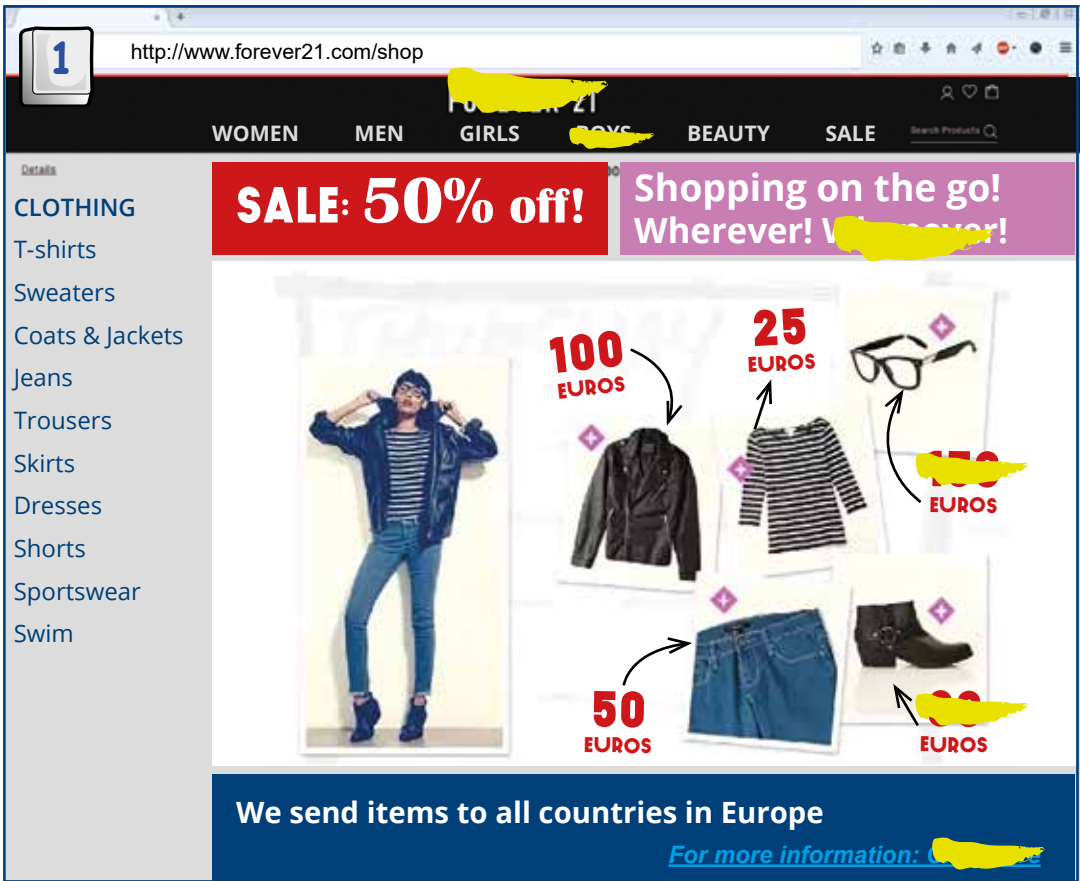 1
http://www.forever21.com/shop
WOMEN MEN GIRLS BEAUTY SALE
Search Products
Details
CLOTHING
T-shirts
Sweaters
Coats & Jackets
Jeans
Trousers
Skirts
Dresses
Shorts
Sportswear
Swim
SALE: 50% off!
Shopping on the go!
Wherever!
100
EUROS
25
EUROS
EUROS
50
EUROS
EUROS
We send items to all countries in Europe
For more information: